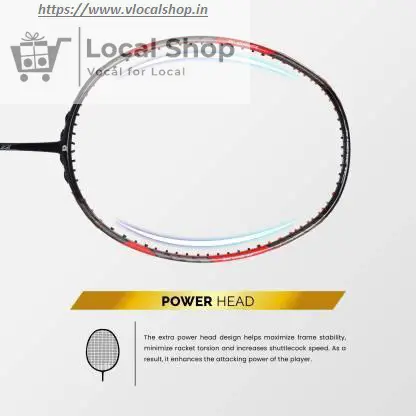 https://www.vlocalshop.in
Local Shop
Vocal for Local
POWER HEAD
The extra power head design helps maximize frame stability,
minimize racket torsion and increases shuttlecock speed. As a
result, it enhances the attacking power of the player.